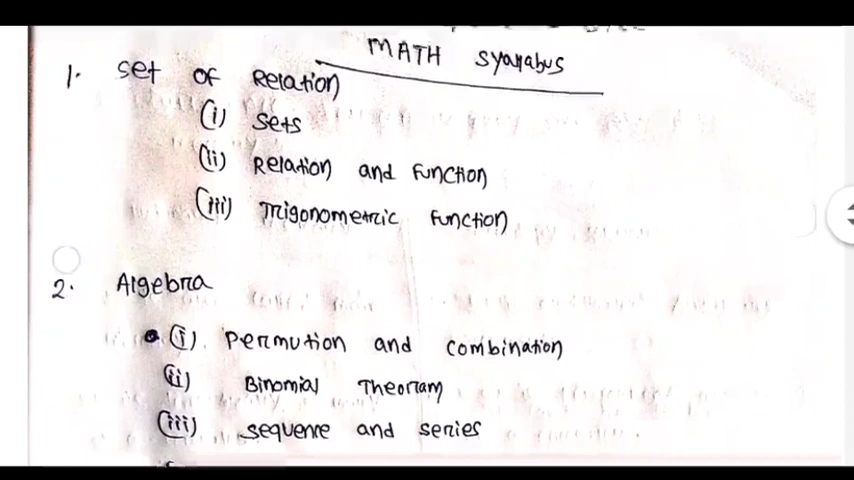 MATH Syallabus
1. Set of Relation
(i) Sets
(ii) Relation and Function
(iii) Trigonometric Function
2. Algebra
(i) Permution and combination
(ii) Binomial Theoram
(iii) sequence and series